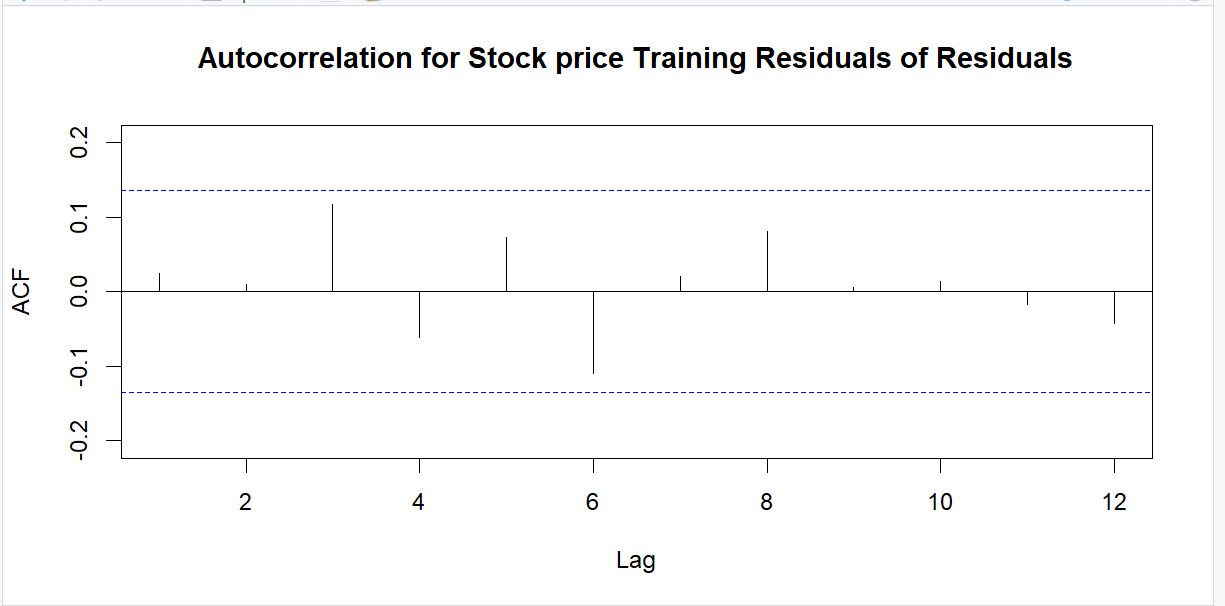 Autocorrelation for Stock price Training Residuals of Residuals
ACF
0.2
0.1
0.0
-0.1
-0.2
2 4 6 8 10 12
Lag